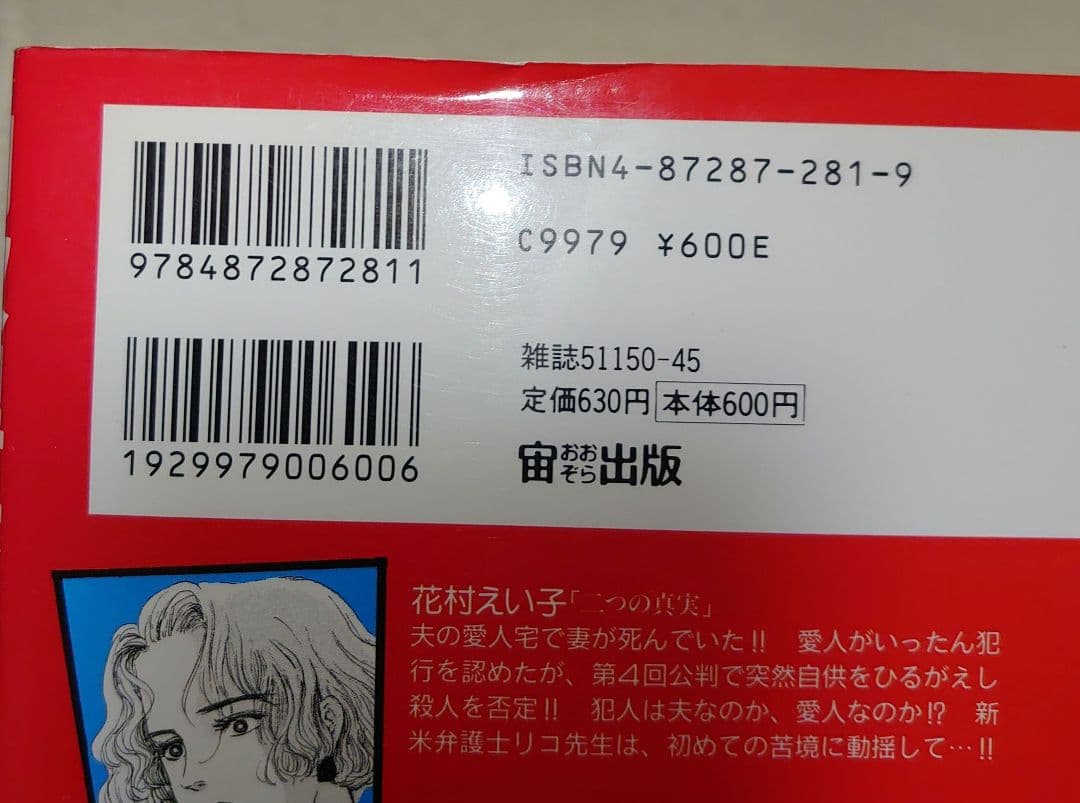 9784872872811
ISBN4-87287-281-9
C9979 ¥600E
1929979006006
雑誌51150-45
定価630円 本体600円
宙おおぞら出版
花村えい子「二つの真実」
夫の愛人宅で妻が死んでいた!! 愛人がいったん犯
行を認めたが、第4回公判で突然自供をひるがえし
殺人を否定!! 犯人は夫なのか、愛人なのか!? 新
米弁護士リコ先生は、初めての苦境に動揺して…!!